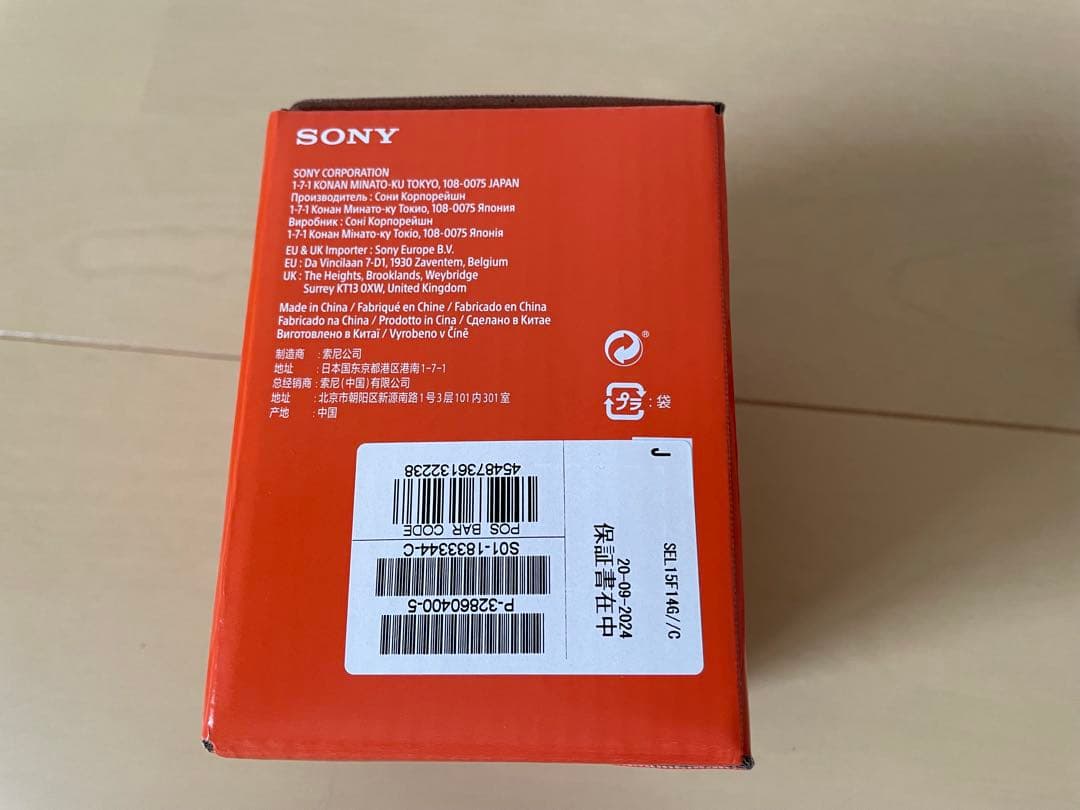 SONY
SONY CORPORATION
1-7-1 KONAN MINATO-KU TOKYO, 108-0075 JAPAN
Производитель : Сони Корпорейшн
1-7-1 Конан Минато-ку Токио, 108-0075 Япония
Виробник : Соні Корпорейшн
1-7-1 Конан Мінато-ку Токіо, 108-0075 Японія
EU & UK Importer : Sony Europe B.V.
EU : Da Vincilaan 7-D1, 1930 Zaventem, Belgium
UK : The Heights, Brooklands, Weybridge
Surrey KT13 0XW, United Kingdom
Made in China / Fabriqué en Chine / Fabricado en China
Fabricado na China / Prodotto in Cina / Сделано в Китае
Виготовлено в Китаї / Vyrobeno v Číně
制造商 : 索尼公司
地址 : 日本国东京都港区港南1-7-1
总经销商 : 索尼(中国)有限公司
地址 : 北京市朝阳区新源南路1号3层101内301室
产地 : 中国
®
プラ : 袋
J
SEL15F14G//C
20-09-2024
保証書在中
P-32860400-5
S01-1833344-C
POS BAR CODE
4548736132238